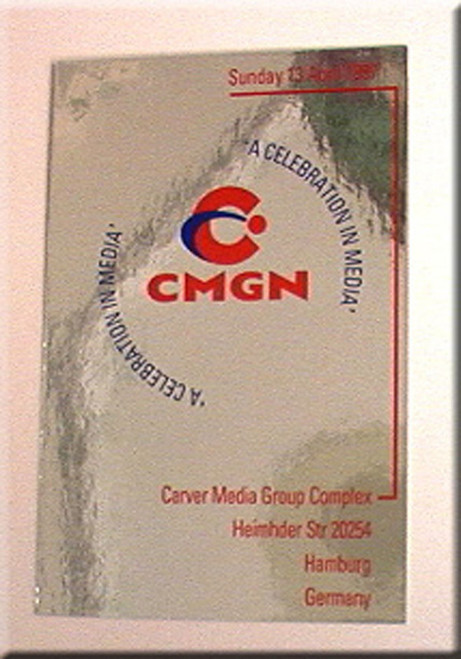 Sunday 13 April 1997
'A CELEBRATION IN MEDIA'
CMGN
'A CELEBRATION IN MEDIA'
Carver Media Group Complex
Heimhder Str 20254
Hamburg
Germany